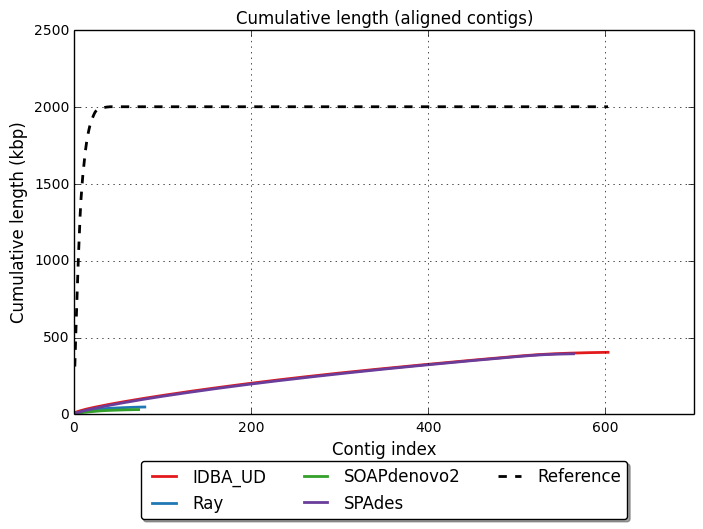 Cumulative length (aligned contigs)
2500
2000
1500
1000
500
0
0 200 400 600
Cumulative length (kbp)
Contig index
IDBA_UD SOAPdenovo2 Reference
Ray SPAdes